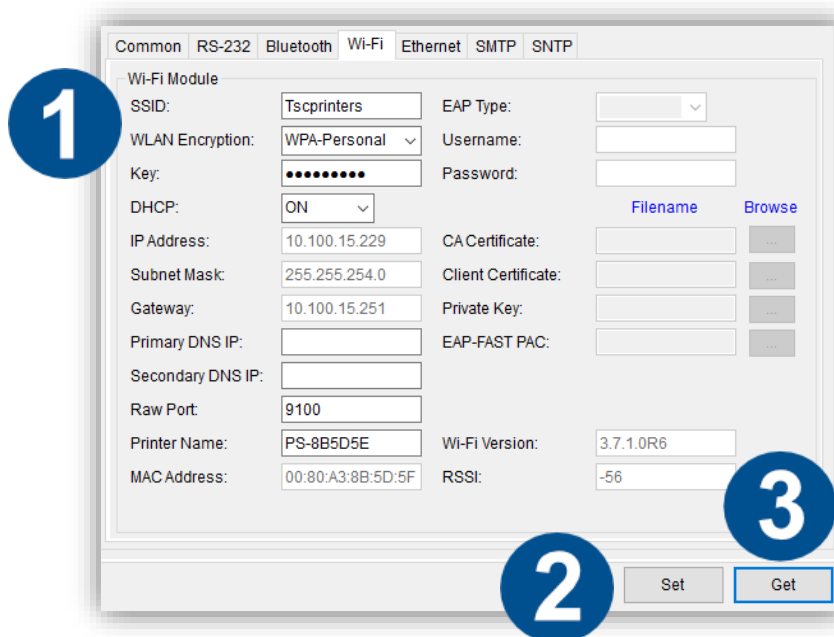 Common RS-232 Bluetooth Wi-Fi Ethernet SMTP SNTP
Wi-Fi Module
1
SSID: Tscprinters EAP Type:
WLAN Encryption: WPA-Personal Username:
Key: ●●●●●●●●● Password:
DHCP: ON Filename Browse
IP Address: 10.100.15.229 CA Certificate: ...
Subnet Mask: 255.255.254.0 Client Certificate: ...
Gateway: 10.100.15.251 Private Key: ...
Primary DNS IP: EAP-FAST PAC: ...
Secondary DNS IP:
Raw Port: 9100
Printer Name: PS-8B5D5E Wi-Fi Version: 3.7.1.0R6
MAC Address: 00:80:A3:8B:5D:5F RSSI: -56
3
2
Set Get